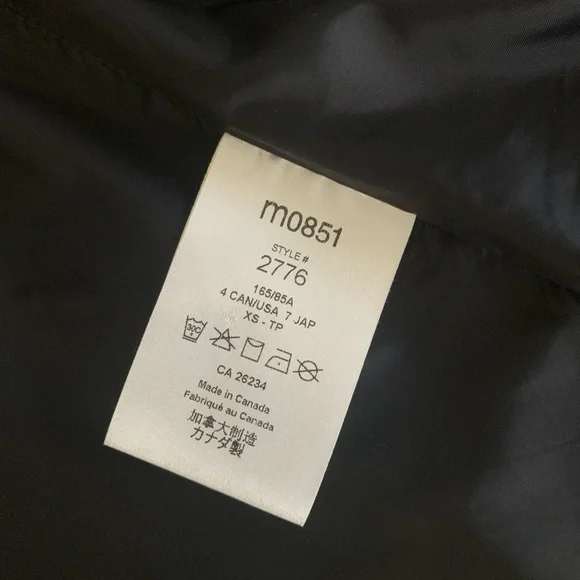 m0851
STYLE #
2776
165/85A
4 CAN/USA 7 JAP
XS - TP
30C
CA 26234
Made in Canada
Fabriqué au Canada
加拿大制造
カナダ製